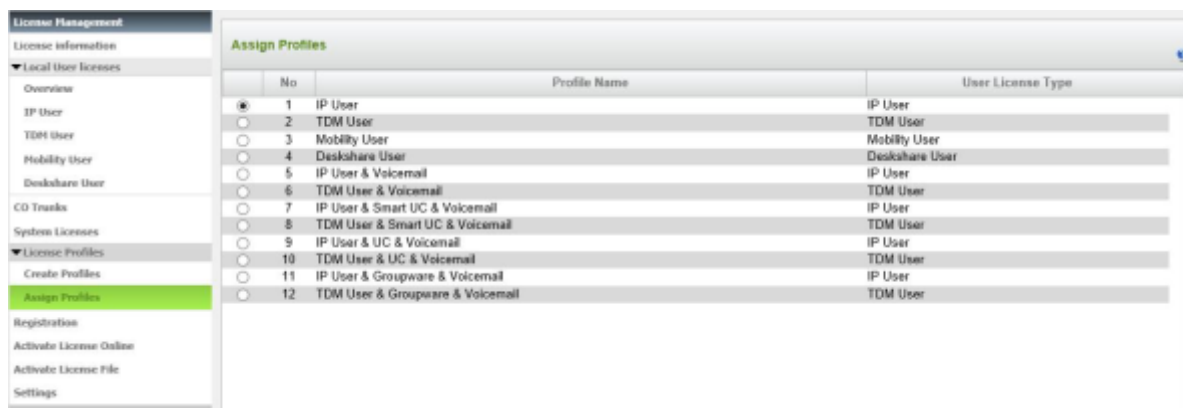 License Management
License information
Local User licenses
Overview
IP User
TDM User
Mobility User
Deskshare User
CO Trunks
System Licenses
License Profiles
Create Profiles
Assign Profiles
Registration
Activate License Online
Activate License File
Settings
Assign Profiles
No Profile Name User License Type
1 IP User IP User
2 TDM User TDM User
3 Mobility User Mobility User
4 Deskshare User Deskshare User
5 IP User & Voicemail IP User
6 TDM User & Voicemail TDM User
7 IP User & Smart UC & Voicemail IP User
8 TDM User & Smart UC & Voicemail TDM User
9 IP User & UC & Voicemail IP User
10 TDM User & UC & Voicemail TDM User
11 IP User & Groupware & Voicemail IP User
12 TDM User & Groupware & Voicemail TDM User